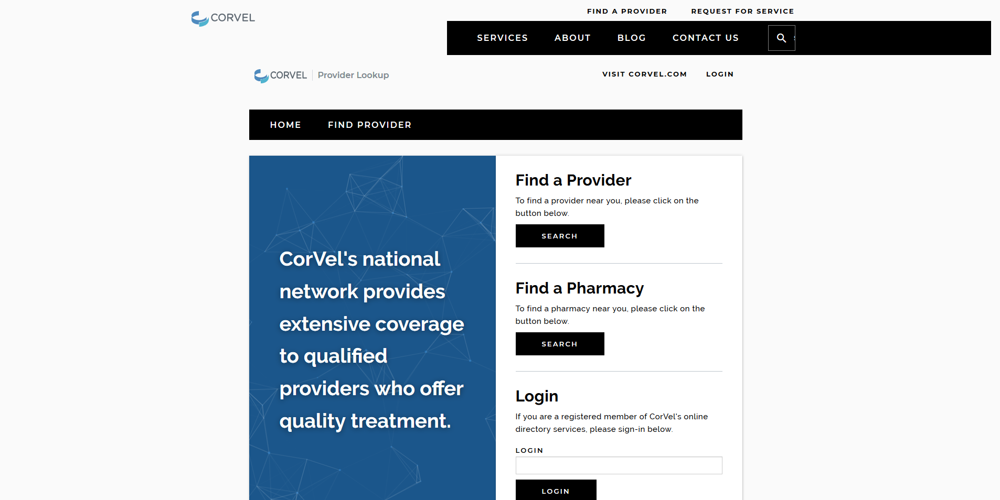 CORVEL
FIND A PROVIDER
REQUEST FOR SERVICE
SERVICES
ABOUT
BLOG
CONTACT US
CORVEL
Provider Lookup
VISIT CORVEL.COM
LOGIN
HOME
FIND PROVIDER
CorVel's national
network provides
extensive coverage
to qualified
providers who offer
quality treatment.
Find a Provider
To find a provider near you, please click on the
button below.
SEARCH
Find a Pharmacy
To find a pharmacy near you, please click on the
button below.
SEARCH
Login
If you are a registered member of CorVel's online
directory services, please sign-in below.
LOGIN
LOGIN